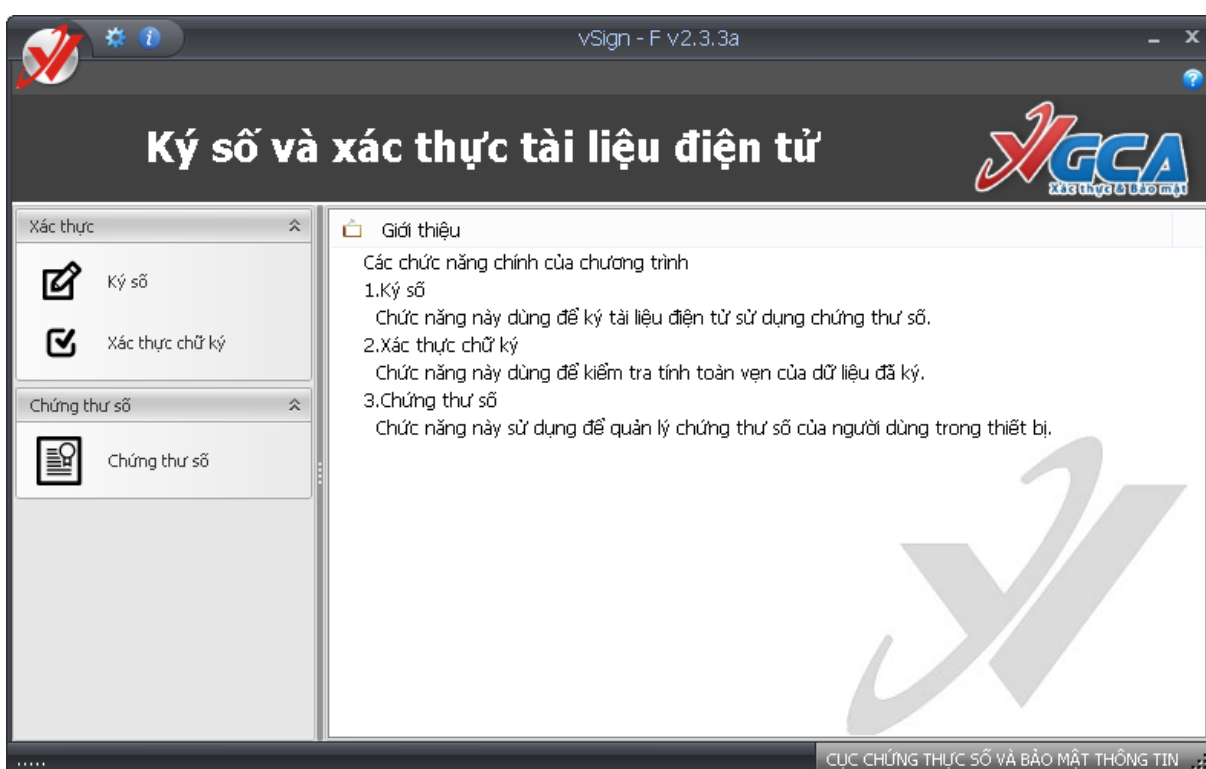 vSign - F v2.3.3a
Ký số và xác thực tài liệu điện tử
GCA
Xác thực & Bảo mật
Xác thực
Ký số
Xác thực chữ ký
Chứng thư số
Chứng thư số
Giới thiệu
Các chức năng chính của chương trình
1.Ký số
Chức năng này dùng để ký tài liệu điện tử sử dụng chứng thư số.
2.Xác thực chữ ký
Chức năng này dùng để kiểm tra tính toàn vẹn của dữ liệu đã ký.
3.Chứng thư số
Chức năng này sử dụng để quản lý chứng thư số của người dùng trong thiết bị.
.....
CỤC CHỨNG THỰC SỐ VÀ BẢO MẬT THÔNG TIN